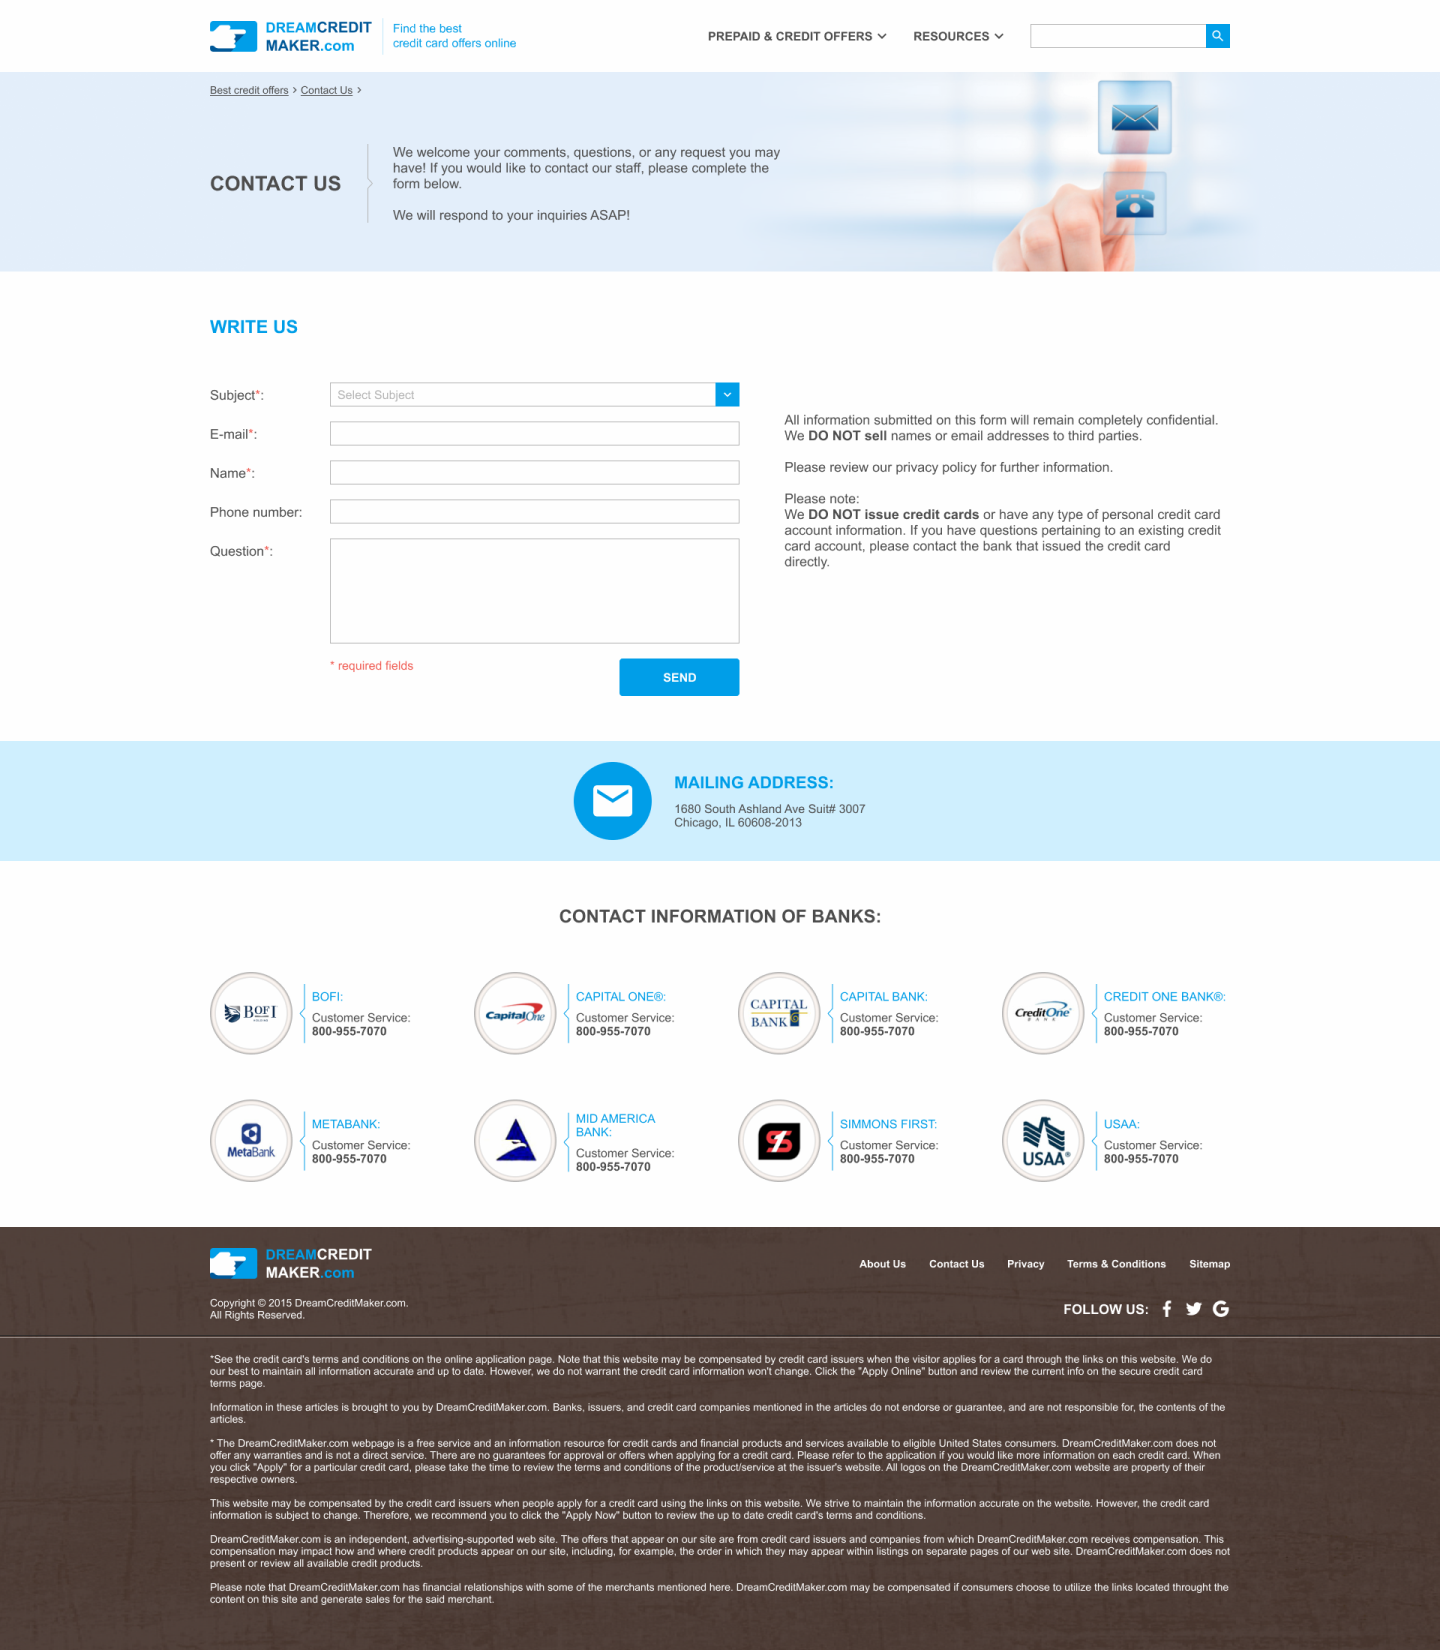 DREAMCREDIT
MAKER.com
Find the best
credit card offers online
PREPAID & CREDIT OFFERS
RESOURCES
Best credit offers > Contact Us >
CONTACT US
We welcome your comments, questions, or any request you may
have! If you would like to contact our staff, please complete the
form below.
We will respond to your inquiries ASAP!
WRITE US
Subject*:
Select Subject
E-mail*:
Name*:
Phone number:
Question*:
* required fields
SEND
All information submitted on this form will remain completely confidential.
We DO NOT sell names or email addresses to third parties.
Please review our privacy policy for further information.
Please note:
We DO NOT issue credit cards or have any type of personal credit card
account information. If you have questions pertaining to an existing credit
card account, please contact the bank that issued the credit card
directly.
MAILING ADDRESS:
1680 South Ashland Ave Suit# 3007
Chicago, IL 60608-2013
CONTACT INFORMATION OF BANKS:
BOFI
BOFI:
Customer Service:
800-955-7070
CapitalOne
CAPITAL ONE®:
Customer Service:
800-955-7070
CAPITAL
BANK
CAPITAL BANK:
Customer Service:
800-955-7070
CreditOne
BANK
CREDIT ONE BANK®:
Customer Service:
800-955-7070
MetaBank
METABANK:
Customer Service:
800-955-7070
MID AMERICA
BANK:
Customer Service:
800-955-7070
SIMMONS FIRST:
Customer Service:
800-955-7070
USAA®
USAA:
Customer Service:
800-955-7070
DREAMCREDIT
MAKER.com
About Us
Contact Us
Privacy
Terms & Conditions
Sitemap
Copyright © 2015 DreamCreditMaker.com.
All Rights Reserved.
FOLLOW US:
*See the credit card's terms and conditions on the online application page. Note that this website may be compensated by credit card issuers when the visitor applies for a card through the links on this website. We do
our best to maintain all information accurate and up to date. However, we do not warrant the credit card information won't change. Click the "Apply Online" button and review the current info on the secure credit card
terms page.
Information in these articles is brought to you by DreamCreditMaker.com. Banks, issuers, and credit card companies mentioned in the articles do not endorse or guarantee, and are not responsible for, the contents of the
articles.
* The DreamCreditMaker.com webpage is a free service and an information resource for credit cards and financial products and services available to eligible United States consumers. DreamCreditMaker.com does not
offer any warranties and is not a direct service. There are no guarantees for approval or offers when applying for a credit card. Please refer to the application if you would like more information on each credit card. When
you click "Apply" for a particular credit card, please take the time to review the terms and conditions of the product/service at the issuer's website. All logos on the DreamCreditMaker.com website are property of their
respective owners.
This website may be compensated by the credit card issuers when people apply for a credit card using the links on this website. We strive to maintain the information accurate on the website. However, the credit card
information is subject to change. Therefore, we recommend you to click the "Apply Now" button to review the up to date credit card's terms and conditions.
DreamCreditMaker.com is an independent, advertising-supported web site. The offers that appear on our site are from credit card issuers and companies from which DreamCreditMaker.com receives compensation. This
compensation may impact how and where credit products appear on our site, including, for example, the order in which they may appear within listings on separate pages of our web site. DreamCreditMaker.com does not
present or review all available credit products.
Please note that DreamCreditMaker.com has financial relationships with some of the merchants mentioned here. DreamCreditMaker.com may be compensated if consumers choose to utilize the links located throught the
content on this site and generate sales for the said merchant.